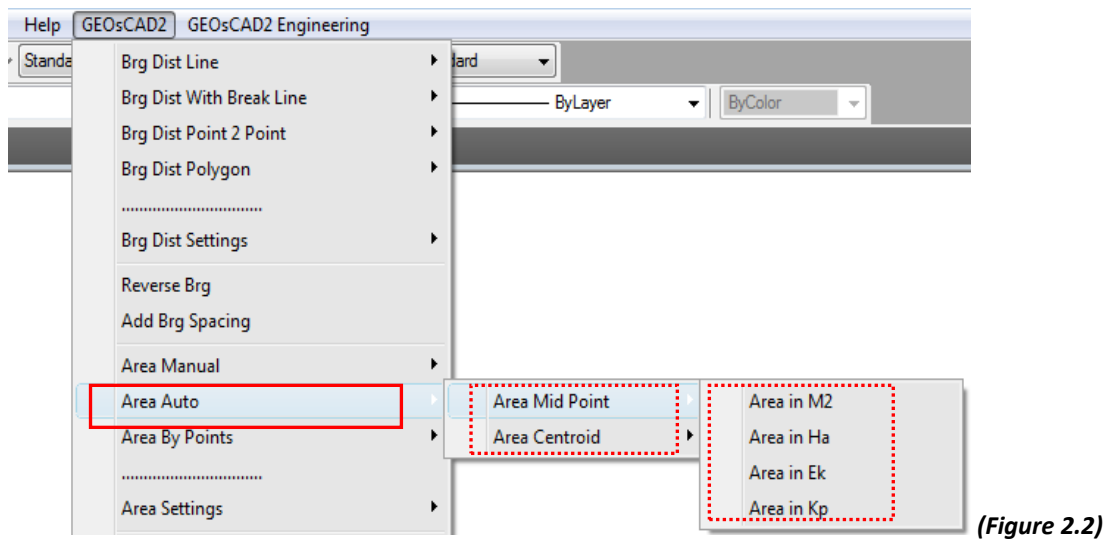 Help GEOsCAD2 GEOsCAD2 Engineering
Standa
dard
Brg Dist Line
Brg Dist With Break Line
ByLayer
ByColor
Brg Dist Point 2 Point
Brg Dist Polygon
................................
Brg Dist Settings
Reverse Brg
Add Brg Spacing
Area Manual
Area Auto
Area Mid Point
Area in M2
Area By Points
Area Centroid
Area in Ha
................................
Area in Ek
Area Settings
Area in Kp
(Figure 2.2)